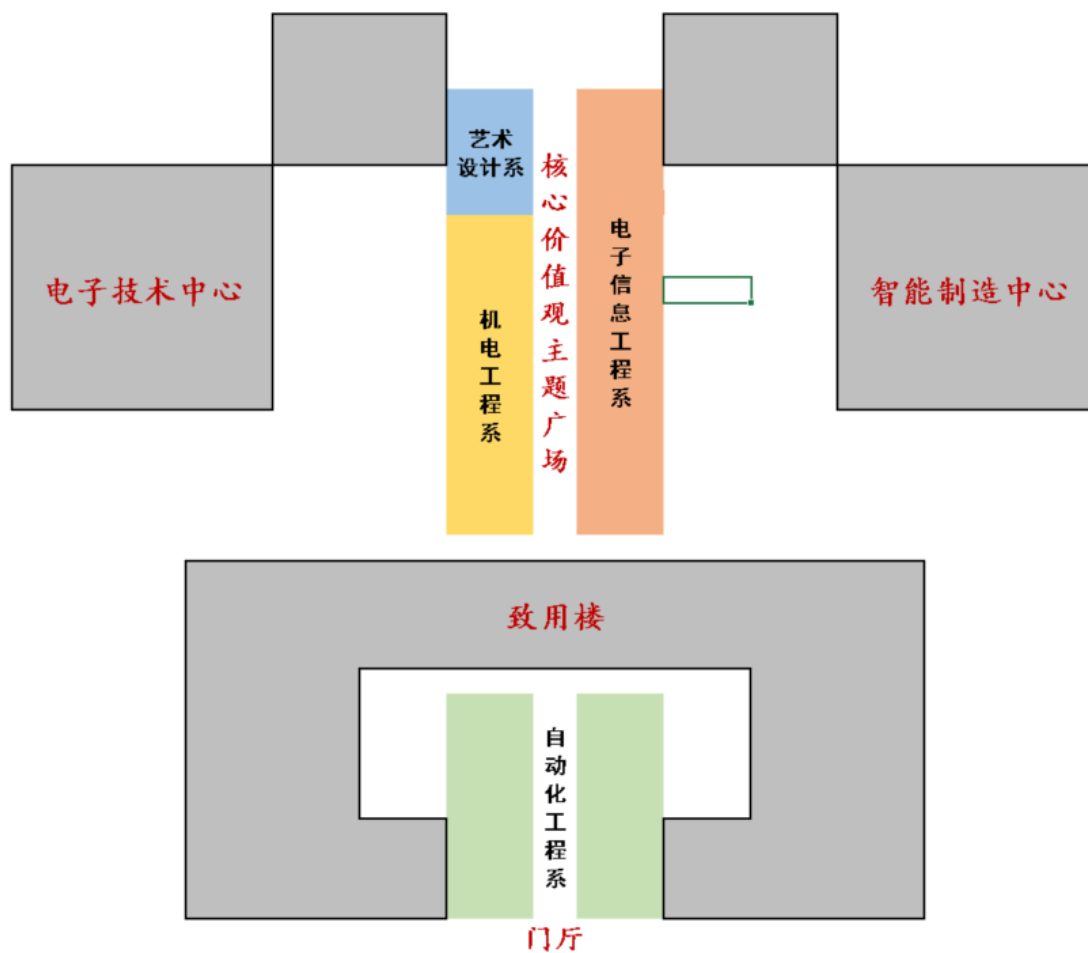 艺术
设计系
核心价值观主题广场
电子信息工程系
电子技术中心
机电工程系
智能制造中心
致用楼
自动化工程系
门厅